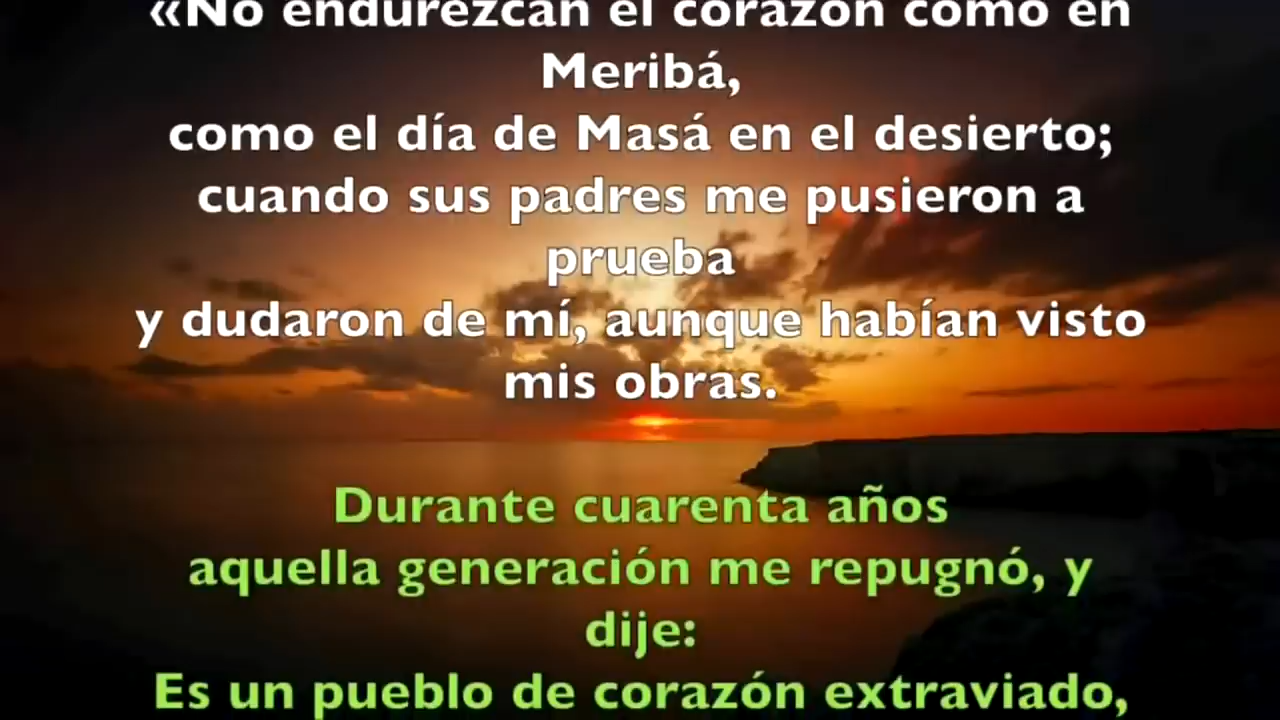 «No endurezcan el corazón como en
Meribá,
como el día de Masá en el desierto;
cuando sus padres me pusieron a
prueba
y dudaron de mí, aunque habían visto
mis obras.
Durante cuarenta años
aquella generación me repugnó, y
dije:
Es un pueblo de corazón extraviado,